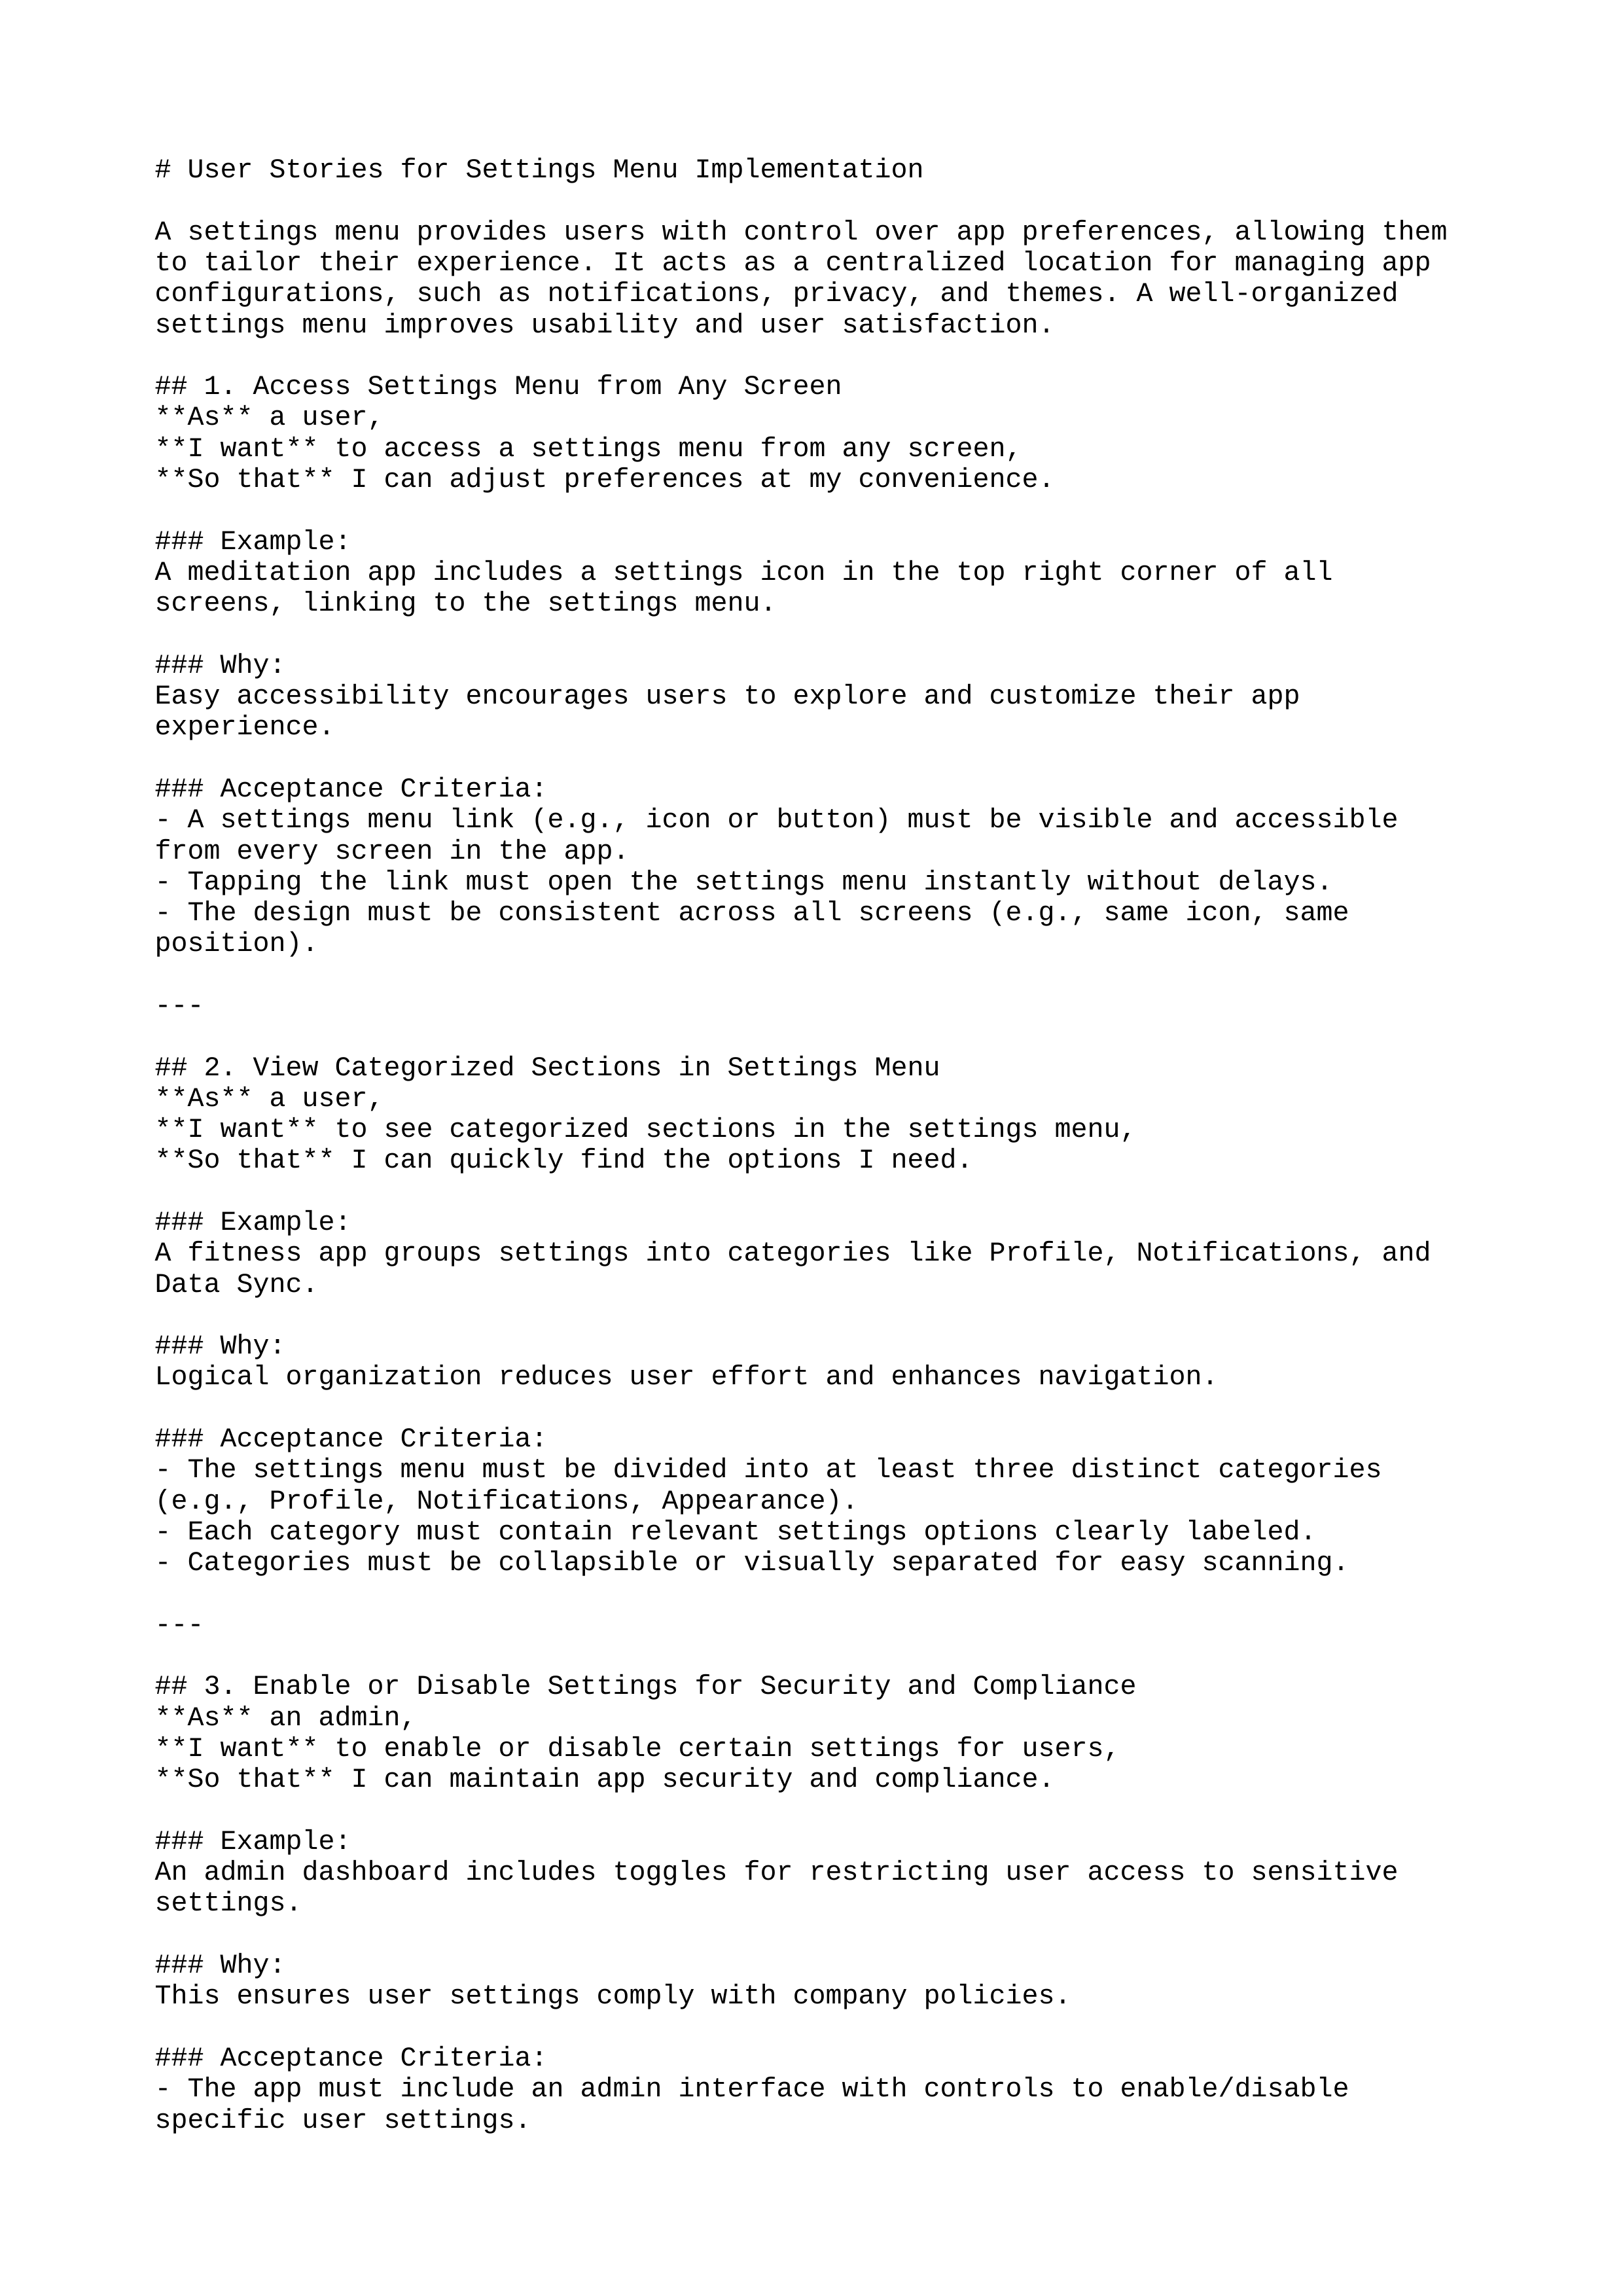 # User Stories for Settings Menu Implementation

A settings menu provides users with control over app preferences, allowing them
to tailor their experience. It acts as a centralized location for managing app
configurations, such as notifications, privacy, and themes. A well-organized
settings menu improves usability and user satisfaction.

## 1. Access Settings Menu from Any Screen
**As** a user,
**I want** to access a settings menu from any screen,
**So that** I can adjust preferences at my convenience.

### Example:
A meditation app includes a settings icon in the top right corner of all
screens, linking to the settings menu.

### Why:
Easy accessibility encourages users to explore and customize their app
experience.

### Acceptance Criteria:
- A settings menu link (e.g., icon or button) must be visible and accessible
from every screen in the app.
- Tapping the link must open the settings menu instantly without delays.
- The design must be consistent across all screens (e.g., same icon, same
position).

---

## 2. View Categorized Sections in Settings Menu
**As** a user,
**I want** to see categorized sections in the settings menu,
**So that** I can quickly find the options I need.

### Example:
A fitness app groups settings into categories like Profile, Notifications, and
Data Sync.

### Why:
Logical organization reduces user effort and enhances navigation.

### Acceptance Criteria:
- The settings menu must be divided into at least three distinct categories
(e.g., Profile, Notifications, Appearance).
- Each category must contain relevant settings options clearly labeled.
- Categories must be collapsible or visually separated for easy scanning.

---

## 3. Enable or Disable Settings for Security and Compliance
**As** an admin,
**I want** to enable or disable certain settings for users,
**So that** I can maintain app security and compliance.

### Example:
An admin dashboard includes toggles for restricting user access to sensitive
settings.

### Why:
This ensures user settings comply with company policies.

### Acceptance Criteria:
- The app must include an admin interface with controls to enable/disable
specific user settings.